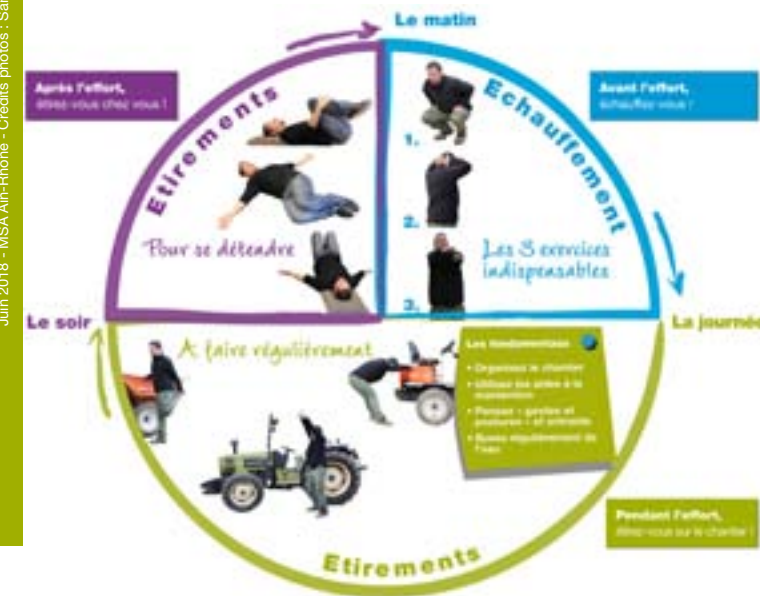 Juin 2018 - MSA Ain-Rhône - Crédits photos : Sar
Le matin
Après l'effort,
étirez-vous chez vous !
Avant l'effort,
échauffez-vous !
Etirements
Echauffement
1.
2.
3.
Pour se détendre
Les 3 exercices
indispensables
Le soir
La journée
A faire régulièrement
Les fondamentaux
• Organisez le chantier
• Utilisez les aides à la
manutention
• Pensez « gestes et
postures » et entraide
• Buvez régulièrement de
l'eau
Pendant l'effort,
étirez-vous sur le chantier !
Etirements